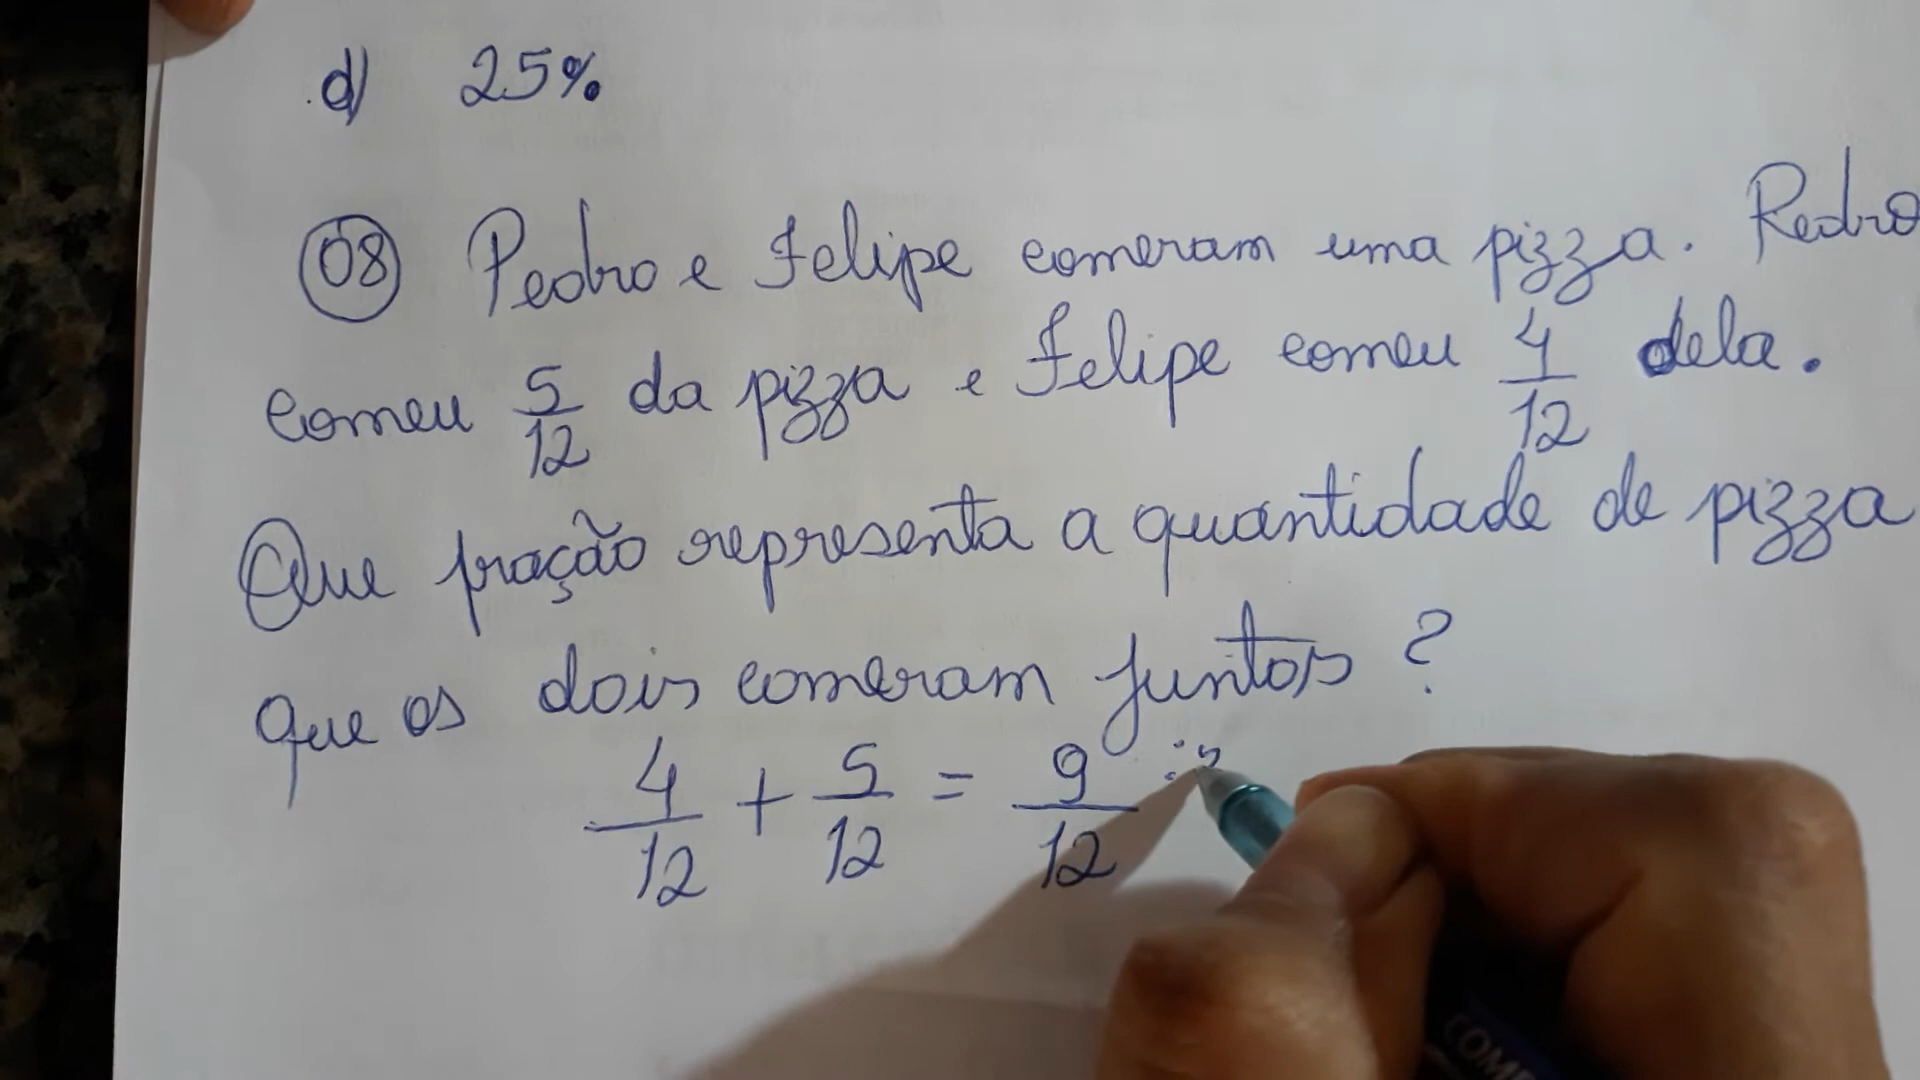 d) 25%
08 Pedro e Felipe comeram uma pizza. Pedro
comeu 5/12 da pizza e Felipe comeu 4/12 dela.
Que fração representa a quantidade de pizza
que os dois comeram juntos?
4/12 + 5/12 = 9/12